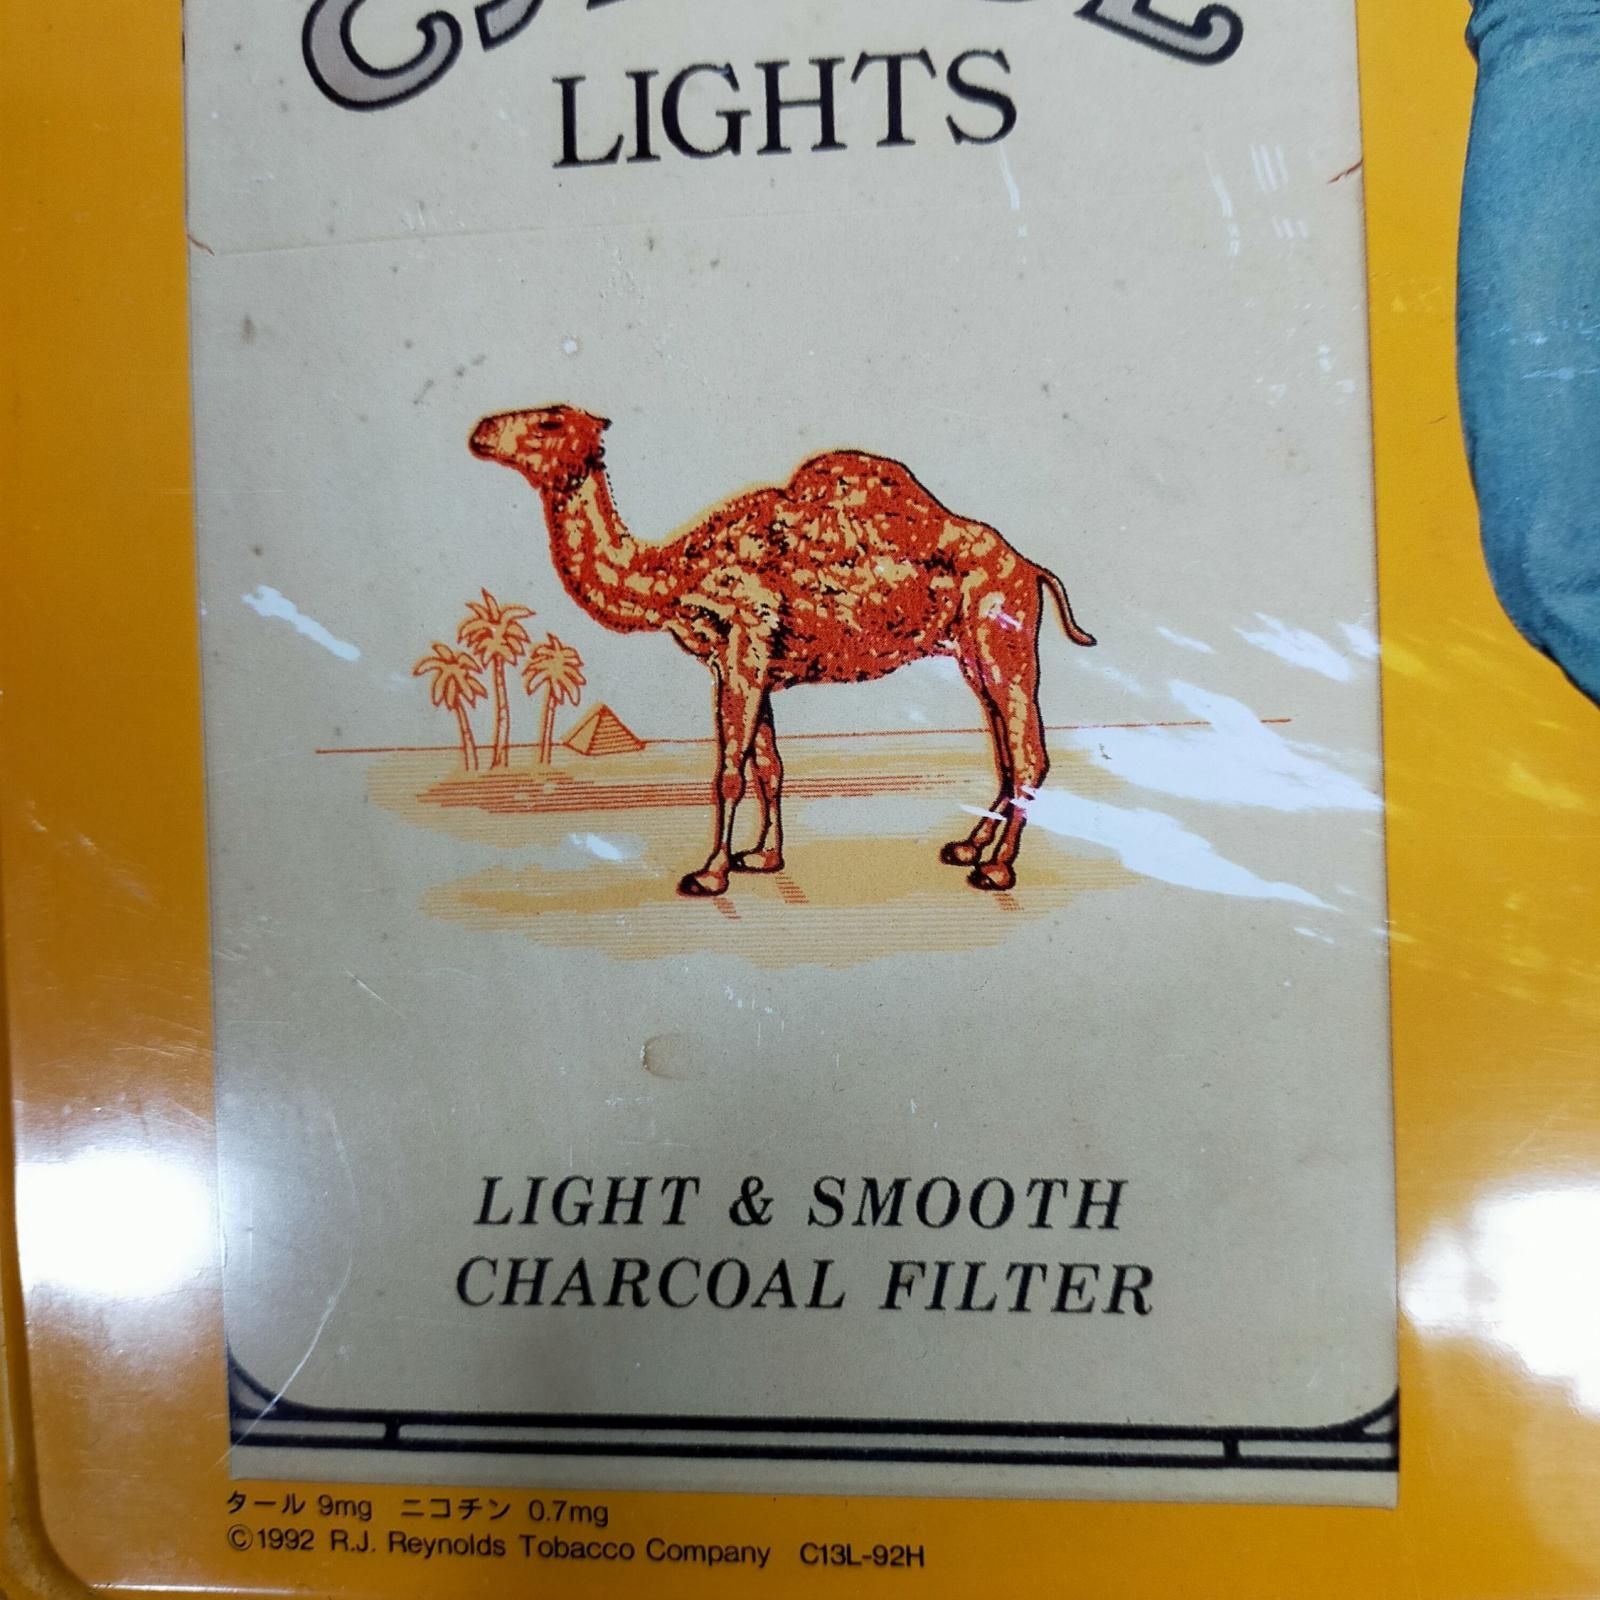 LIGHTS
LIGHT & SMOOTH
CHARCOAL FILTER
タール 9mg ニコチン 0.7mg
©1992 R.J. Reynolds Tobacco Company C13L-92H